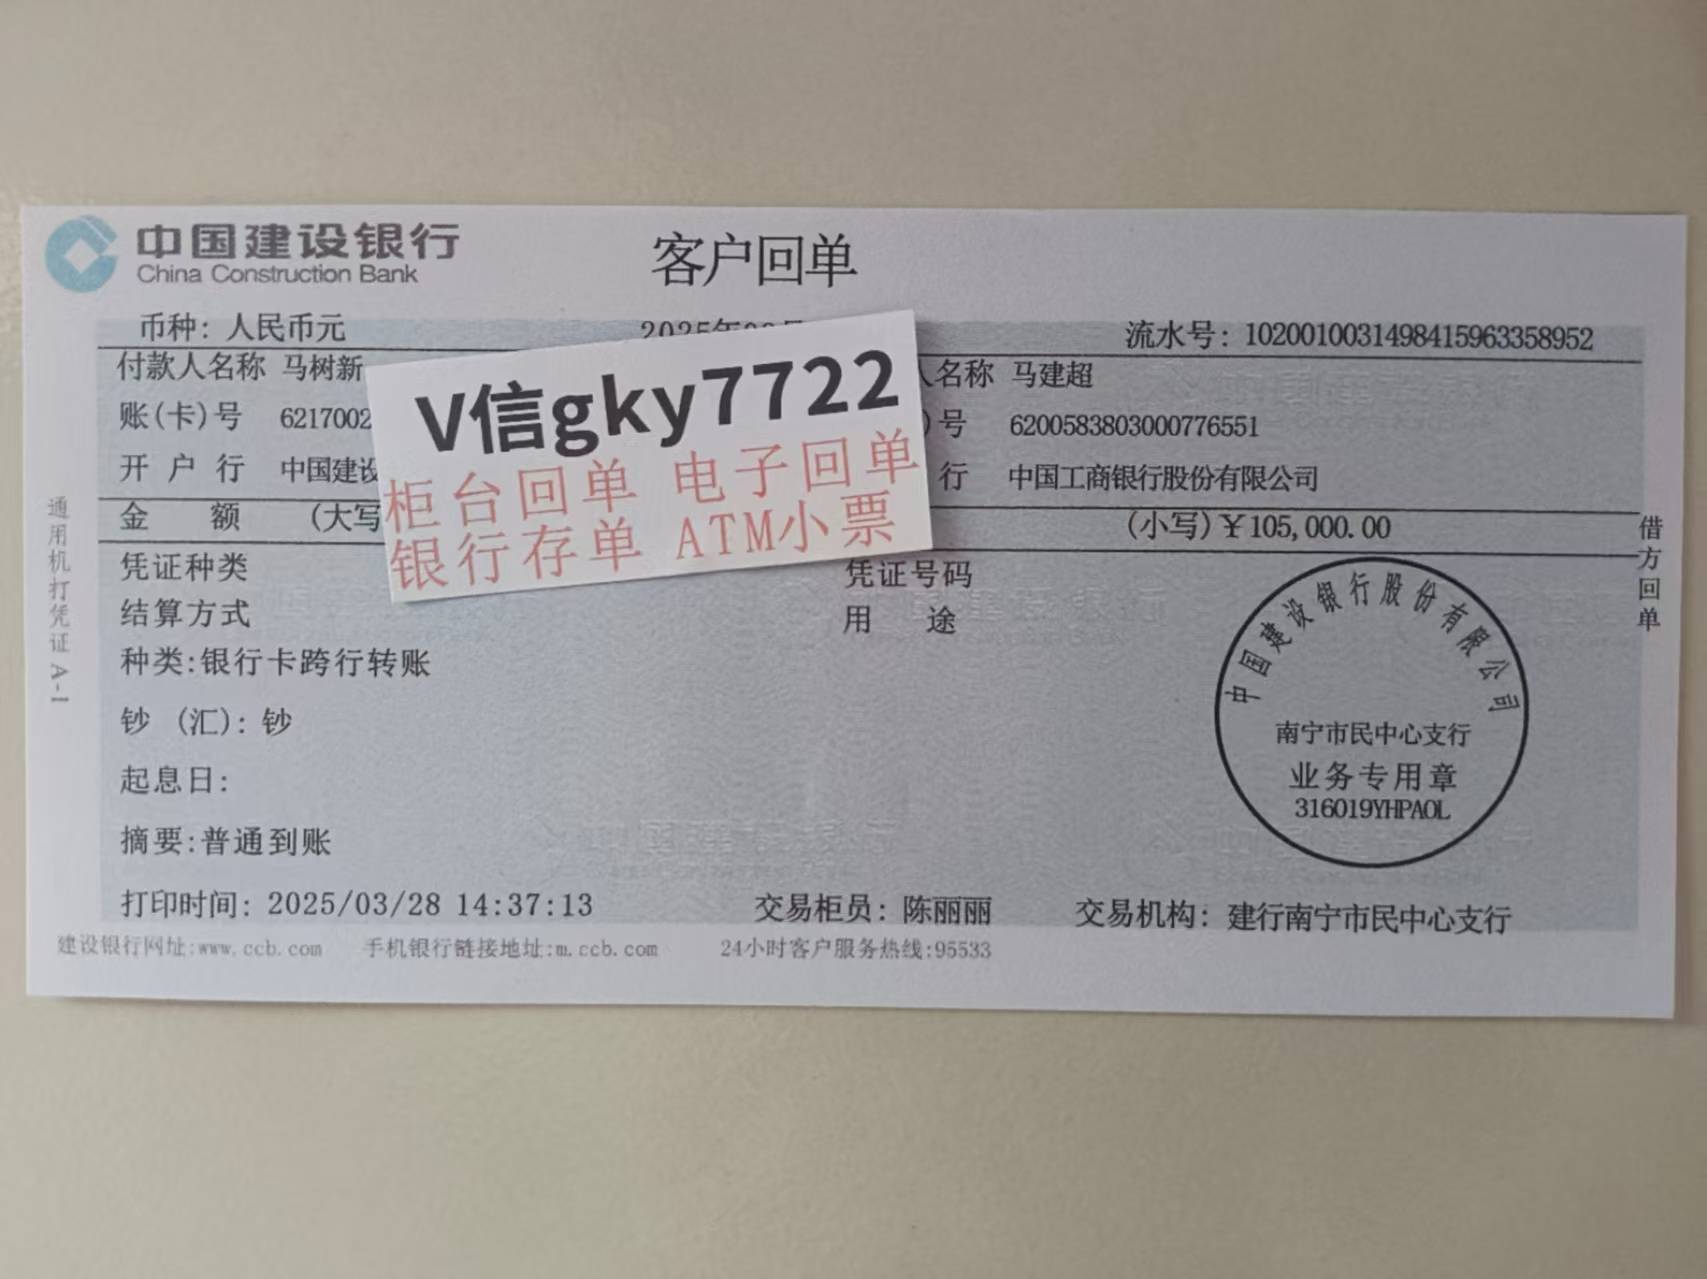 中国建设银行
China Construction Bank
客户回单
币种：人民币元
流水号：1020010031498415963358952
付款人名称 马树新
人名称 马建超
账(卡)号 6217002
)号 6200583803000776551
开 户 行 中国建设
行 中国工商银行股份有限公司
金 额 (大写
(小写)￥105,000.00
V信gky7722
柜台回单 电子回单
银行存单 ATM小票
凭证种类
凭证号码
结算方式
用 途
种类:银行卡跨行转账
钞 (汇)：钞
起息日:
摘要:普通到账
中国建设银行股份有限公司
南宁市民中心支行
业务专用章
316019YHPAOL
打印时间：2025/03/28 14:37:13
交易柜员：陈丽丽
交易机构：建行南宁市民中心支行
建设银行网址:www.ccb.com
手机银行链接地址:m.ccb.com
24小时客户服务热线:95533
通用机打凭证 A-1
借方回单